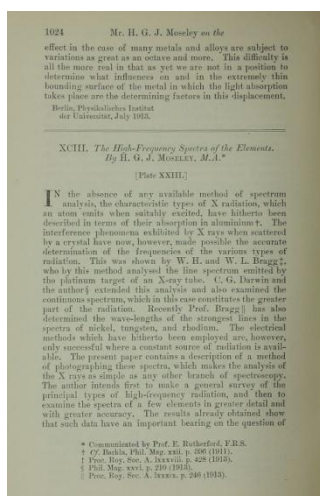 1024 Mr. H. G. J. Moseley on the
effect in the case of many metals and alloys are subject to
variations as great as an octave and more. This difficulty is
all the more real in that as yet we are not in a position to
determine what influences on and in the extremely thin
bounding surface of the metal in which the light absorption
takes place are the determining factors in this displacement.
Berlin, Physikalisches Institut
der Universität, July 1913.
XCIII. The High-Frequency Spectra of the Elements.
By H. G. J. MOSELEY, M.A.*
[Plate XXIII.]
IN the absence of any available method of spectrum
analysis, the characteristic types of X radiation, which
an atom emits when suitably excited, have hitherto been
described in terms of their absorption in aluminium †. The
interference phenomena exhibited by X rays when scattered
by a crystal have now, however, made possible the accurate
determination of the frequencies of the various types of
radiation. This was shown by W. H. and W. L. Bragg ‡,
who by this method analysed the line spectrum emitted by
the platinum target of an X-ray tube. C. G. Darwin and
the author § extended this analysis and also examined the
continuous spectrum, which in this case constitutes the greater
part of the radiation. Recently Prof. Bragg || has also
determined the wave-lengths of the strongest lines in the
spectra of nickel, tungsten, and rhodium. The electrical
methods which have hitherto been employed are, however,
only successful where a constant source of radiation is avail-
able. The present paper contains a description of a method
of photographing these spectra, which makes the analysis of
the X rays as simple as any other branch of spectroscopy.
The author intends first to make a general survey of the
principal types of high-frequency radiation, and then to
examine the spectra of a few elements in greater detail and
with greater accuracy. The results already obtained show
that such data have an important bearing on the question of
* Communicated by Prof. E. Rutherford, F.R.S.
† Cf. Barkla, Phil. Mag. xxii. p. 396 (1911).
‡ Proc. Roy. Soc. A. lxxxviii. p. 428 (1913).
§ Phil. Mag. xxvi. p. 210 (1913).
|| Proc. Roy. Soc. A. lxxxix. p. 246 (1913).